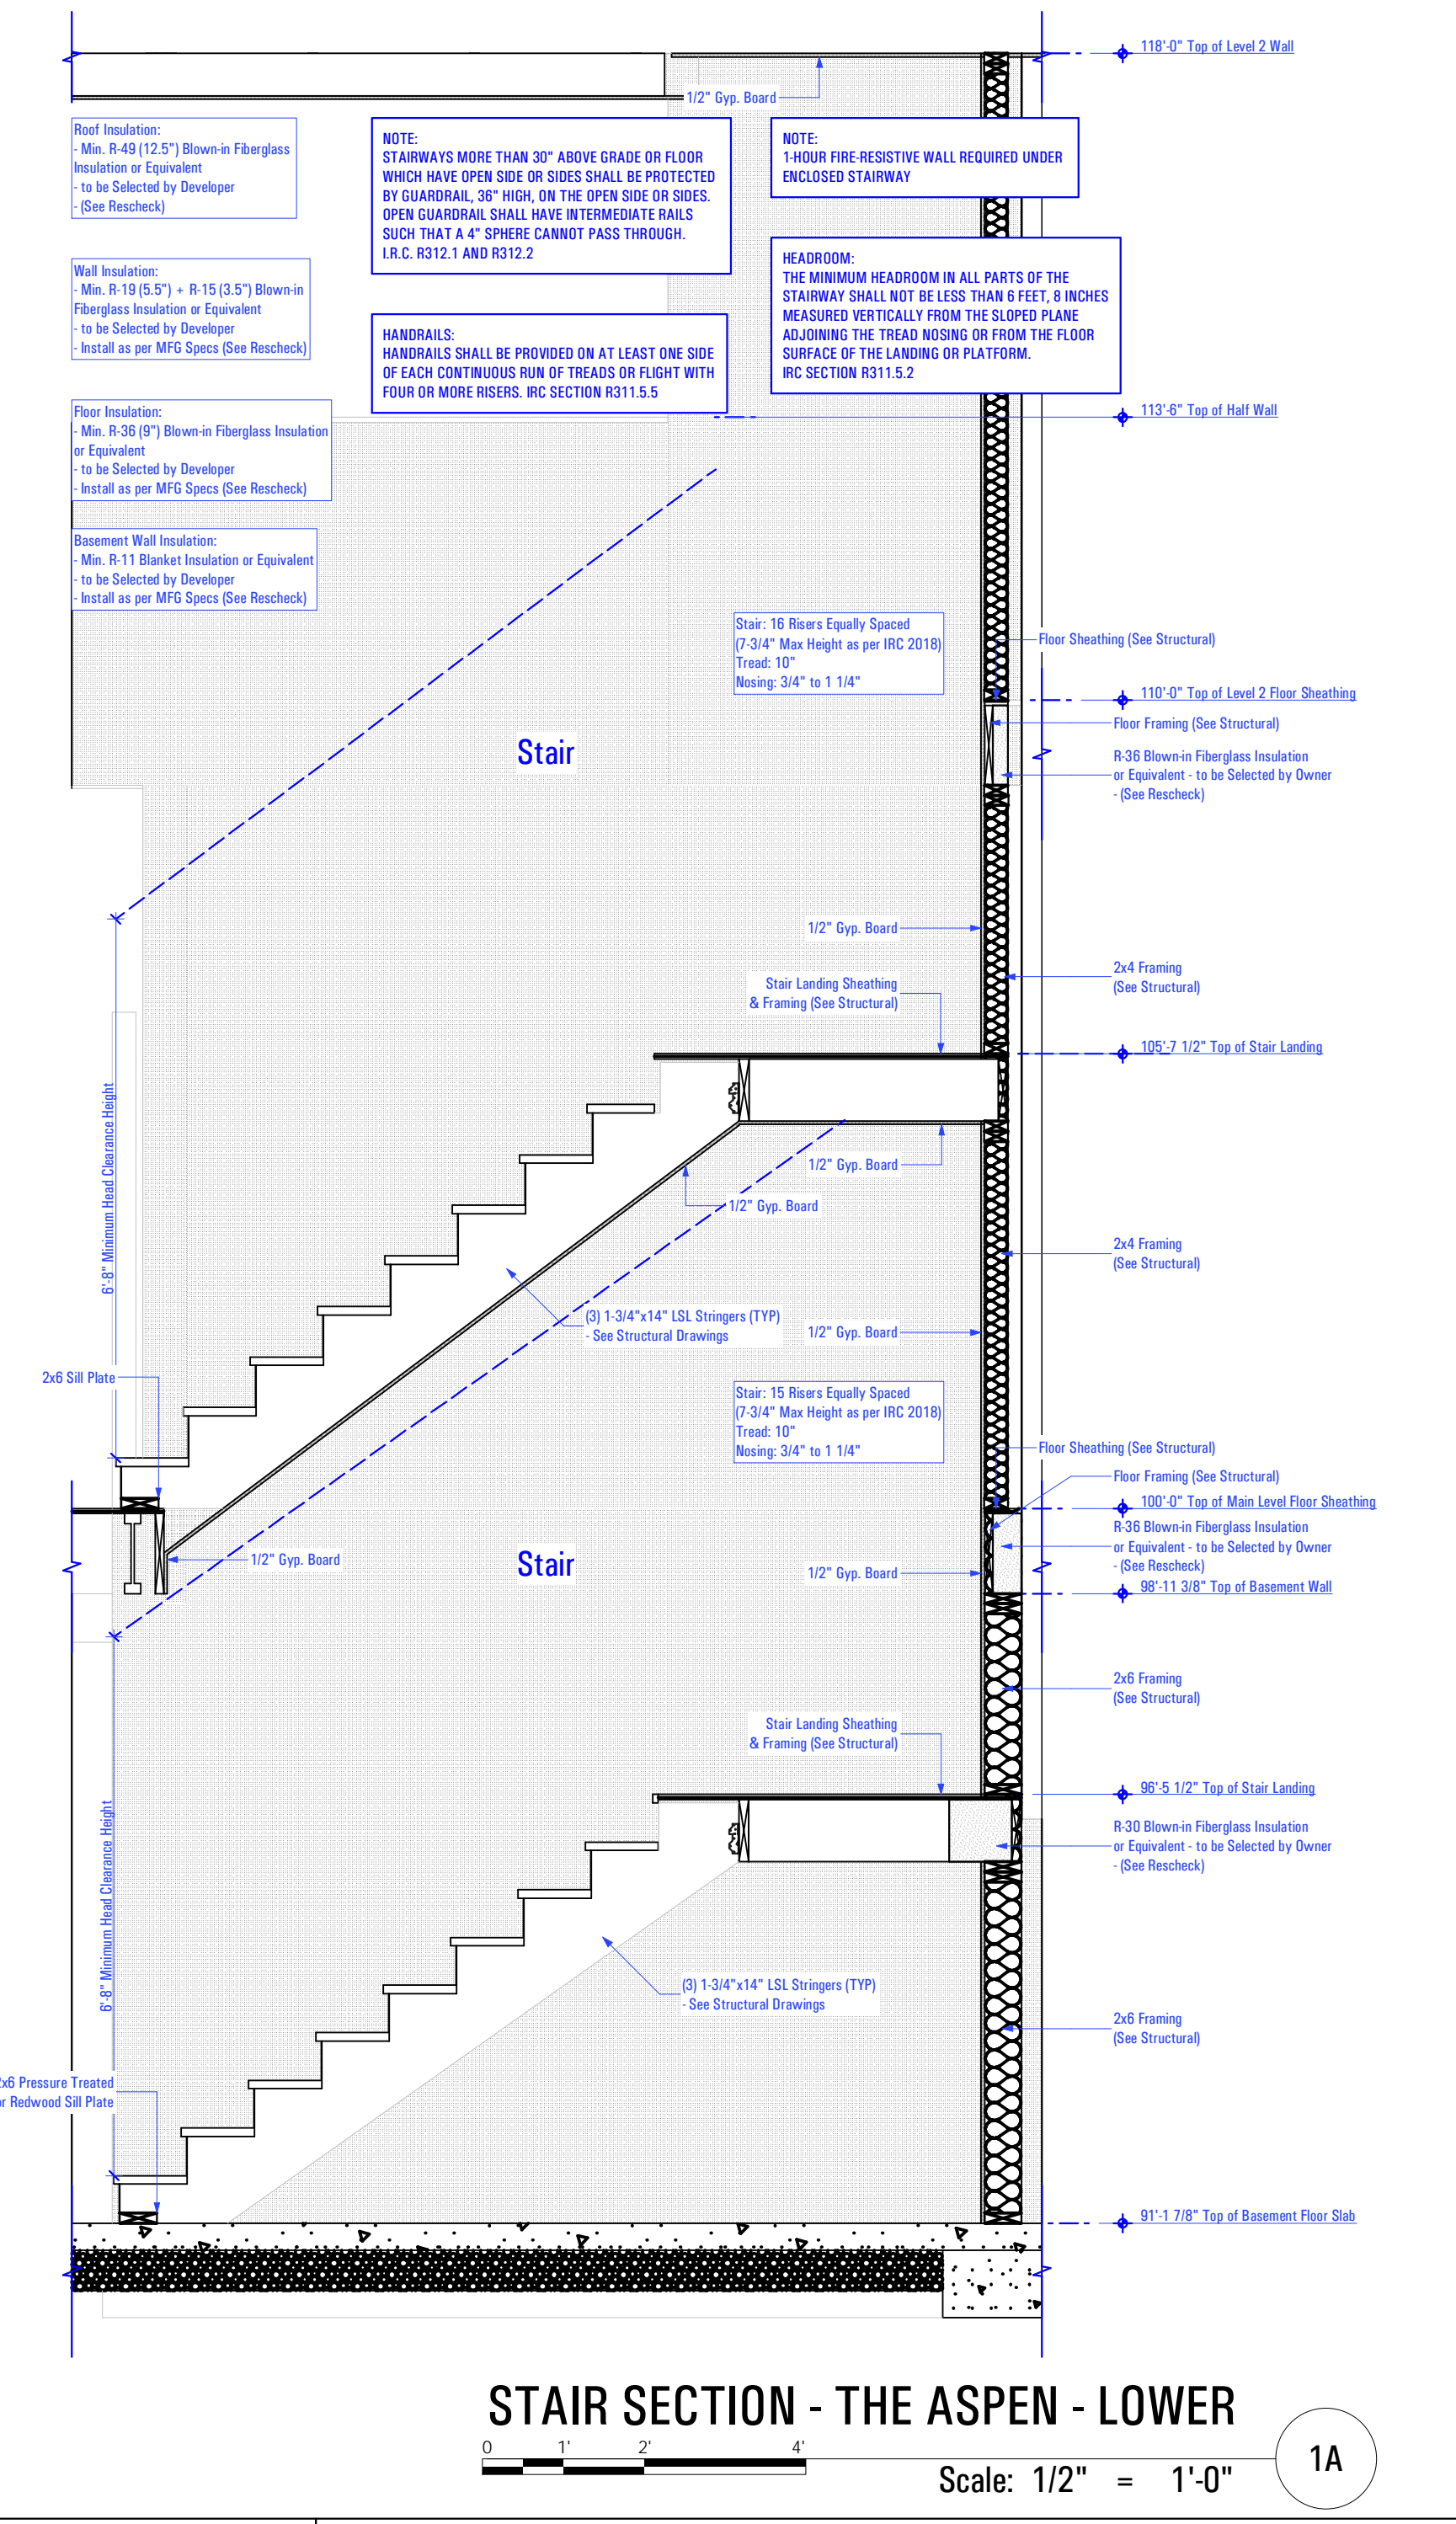 118'-0" Top of Level 2 Wall
1/2" Gyp. Board
Roof Insulation:
- Min. R-49 (12.5") Blown-in Fiberglass
Insulation or Equivalent
- to be Selected by Developer
- (See Rescheck)
NOTE:
STAIRWAYS MORE THAN 30" ABOVE GRADE OR FLOOR
WHICH HAVE OPEN SIDE OR SIDES SHALL BE PROTECTED
BY GUARDRAIL, 36" HIGH, ON THE OPEN SIDE OR SIDES.
OPEN GUARDRAIL SHALL HAVE INTERMEDIATE RAILS
SUCH THAT A 4" SPHERE CANNOT PASS THROUGH.
I.R.C. R312.1 AND R312.2
NOTE:
1-HOUR FIRE-RESISTIVE WALL REQUIRED UNDER
ENCLOSED STAIRWAY
Wall Insulation:
- Min. R-19 (5.5") + R-15 (3.5") Blown-in
Fiberglass Insulation or Equivalent
- to be Selected by Developer
- Install as per MFG Specs (See Rescheck)
HANDRAILS:
HANDRAILS SHALL BE PROVIDED ON AT LEAST ONE SIDE
OF EACH CONTINUOUS RUN OF TREADS OR FLIGHT WITH
FOUR OR MORE RISERS. IRC SECTION R311.5.5
HEADROOM:
THE MINIMUM HEADROOM IN ALL PARTS OF THE
STAIRWAY SHALL NOT BE LESS THAN 6 FEET, 8 INCHES
MEASURED VERTICALLY FROM THE SLOPED PLANE
ADJOINING THE TREAD NOSING OR FROM THE FLOOR
SURFACE OF THE LANDING OR PLATFORM.
IRC SECTION R311.5.2
113'-6" Top of Half Wall
Floor Insulation:
- Min. R-36 (9") Blown-in Fiberglass Insulation
or Equivalent
- to be Selected by Developer
- Install as per MFG Specs (See Rescheck)
Basement Wall Insulation:
- Min. R-11 Blanket Insulation or Equivalent
- to be Selected by Developer
- Install as per MFG Specs (See Rescheck)
Stair: 16 Risers Equally Spaced
(7-3/4" Max Height as per IRC 2018)
Tread: 10"
Nosing: 3/4" to 1 1/4"
Floor Sheathing (See Structural)
110'-0" Top of Level 2 Floor Sheathing
Floor Framing (See Structural)
Stair
R-36 Blown-in Fiberglass Insulation
or Equivalent - to be Selected by Owner
- (See Rescheck)
1/2" Gyp. Board
2x4 Framing
(See Structural)
Stair Landing Sheathing
& Framing (See Structural)
105'-7 1/2" Top of Stair Landing
6'-8" Minimum Head Clearance Height
1/2" Gyp. Board
1/2" Gyp. Board
2x4 Framing
(See Structural)
(3) 1-3/4"x14" LSL Stringers (TYP)
- See Structural Drawings
1/2" Gyp. Board
2x6 Sill Plate
Stair: 15 Risers Equally Spaced
(7-3/4" Max Height as per IRC 2018)
Tread: 10"
Nosing: 3/4" to 1 1/4"
Floor Sheathing (See Structural)
Floor Framing (See Structural)
100'-0" Top of Main Level Floor Sheathing
R-36 Blown-in Fiberglass Insulation
or Equivalent - to be Selected by Owner
- (See Rescheck)
1/2" Gyp. Board
Stair
1/2" Gyp. Board
98'-11 3/8" Top of Basement Wall
2x6 Framing
(See Structural)
Stair Landing Sheathing
& Framing (See Structural)
96'-5 1/2" Top of Stair Landing
R-30 Blown-in Fiberglass Insulation
or Equivalent - to be Selected by Owner
- (See Rescheck)
6'-8" Minimum Head Clearance Height
(3) 1-3/4"x14" LSL Stringers (TYP)
- See Structural Drawings
2x6 Framing
(See Structural)
2x6 Pressure Treated
or Redwood Sill Plate
91'-1 7/8" Top of Basement Floor Slab
STAIR SECTION - THE ASPEN - LOWER
0 1' 2' 4'
Scale: 1/2" = 1'-0"
1A